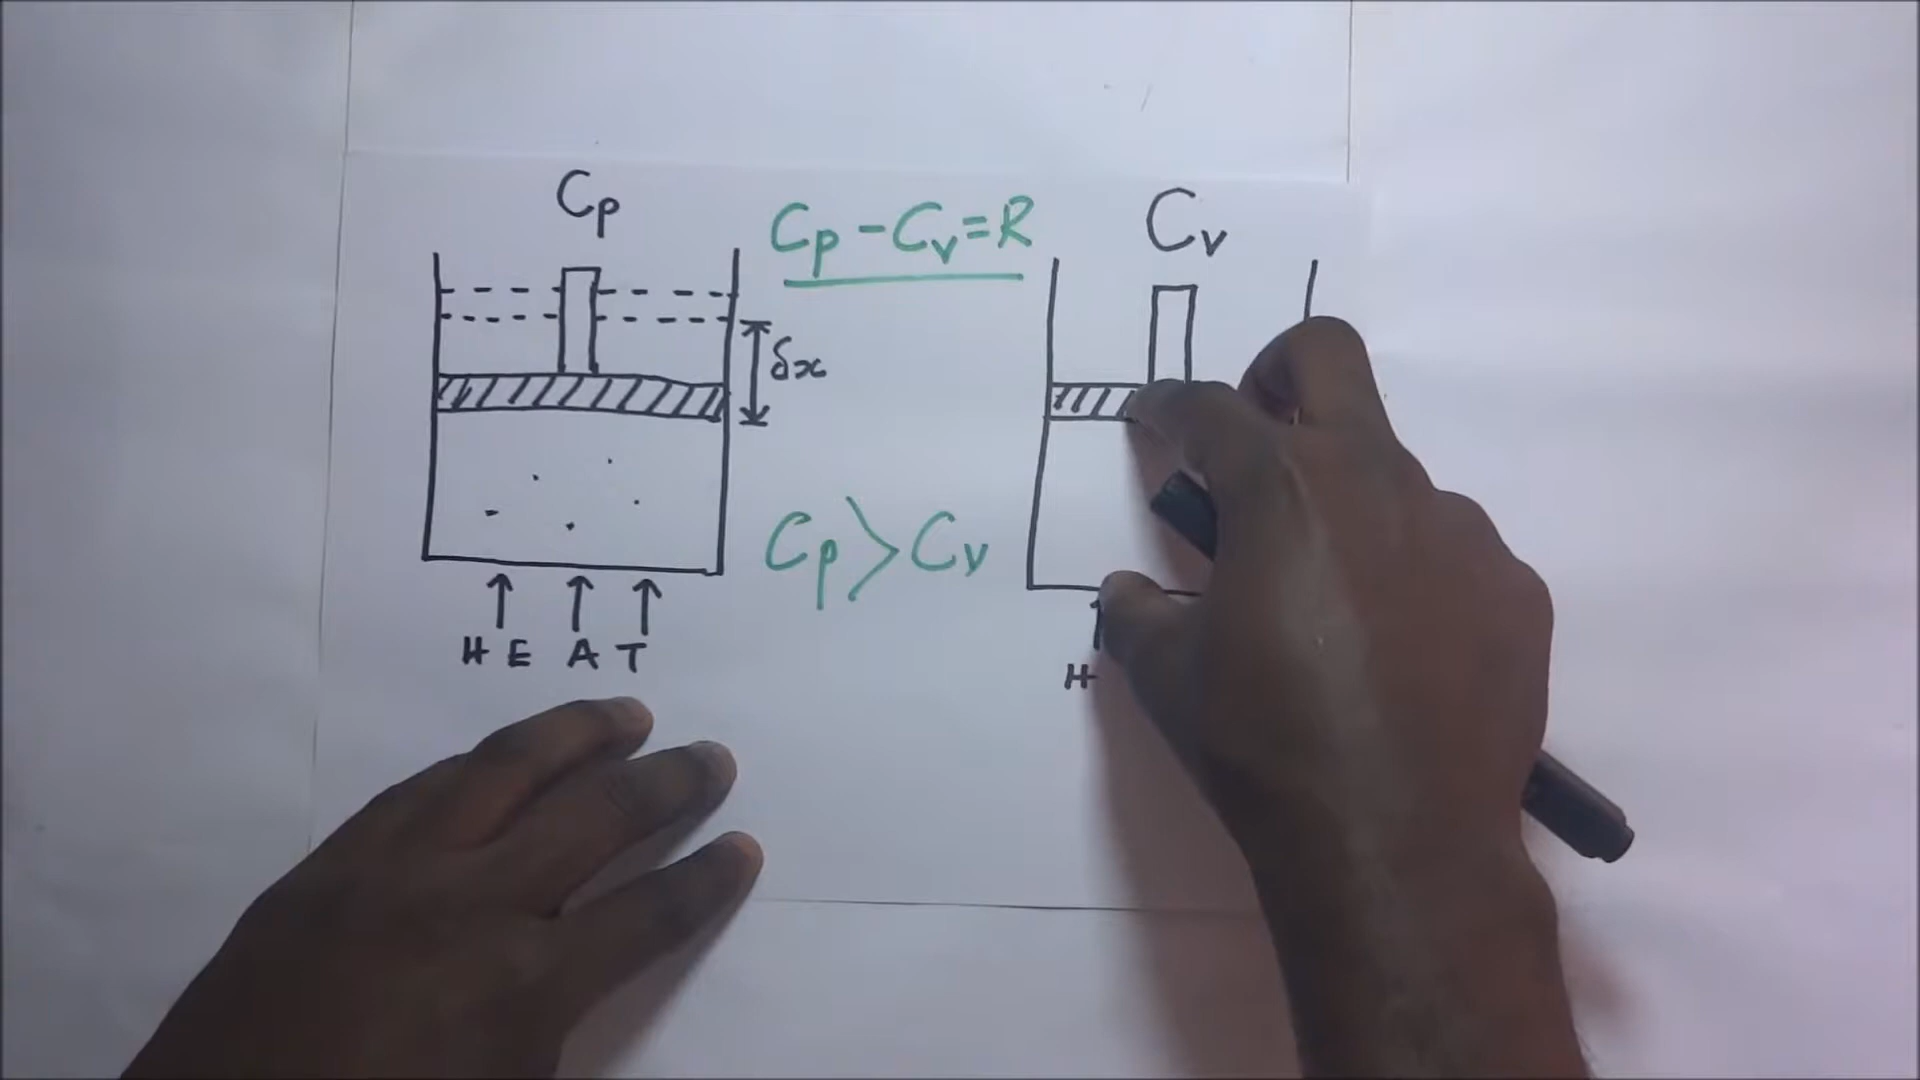 Cp
Cp - Cv = R
Cv
δx
Cp > Cv
H E A T
H